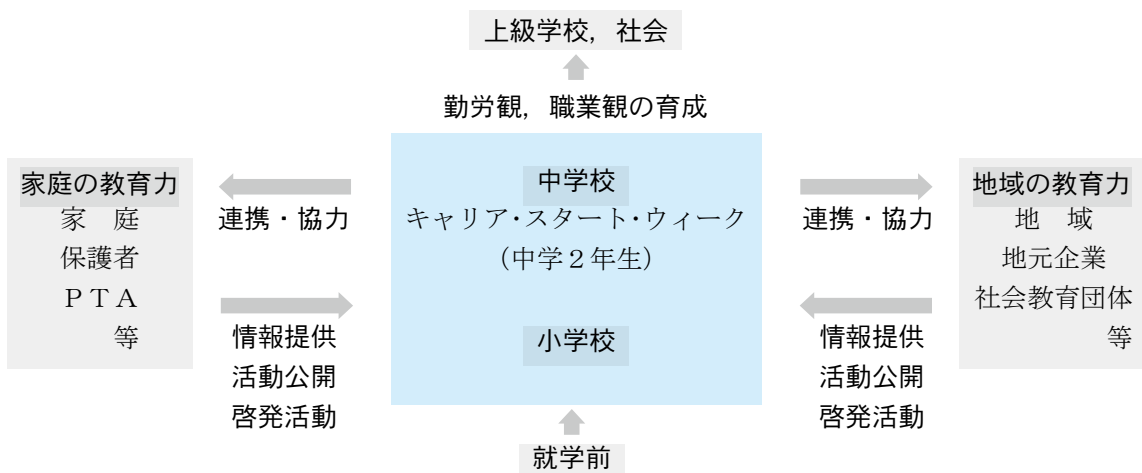 上級学校，社会
勤労観，職業観の育成
家庭の教育力
家　庭
保護者
ＰＴＡ
等
連携・協力
情報提供
活動公開
啓発活動
中学校
キャリア・スタート・ウィーク
（中学２年生）
小学校
連携・協力
情報提供
活動公開
啓発活動
地域の教育力
地　域
地元企業
社会教育団体
等
就学前